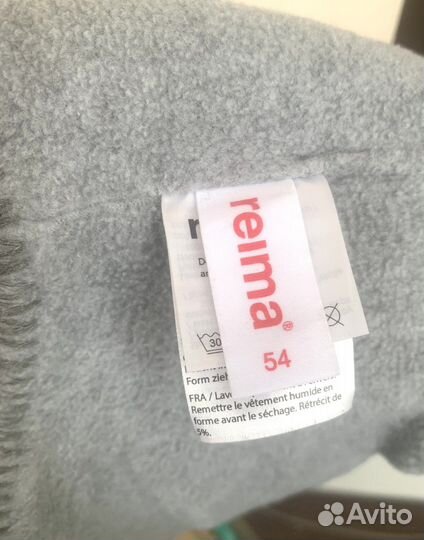 reima®
54
30
Form zieh
FRA / Lave
Remettre le vêtement humide en
forme avant le séchage. Rétrécit de
5%.
Avito